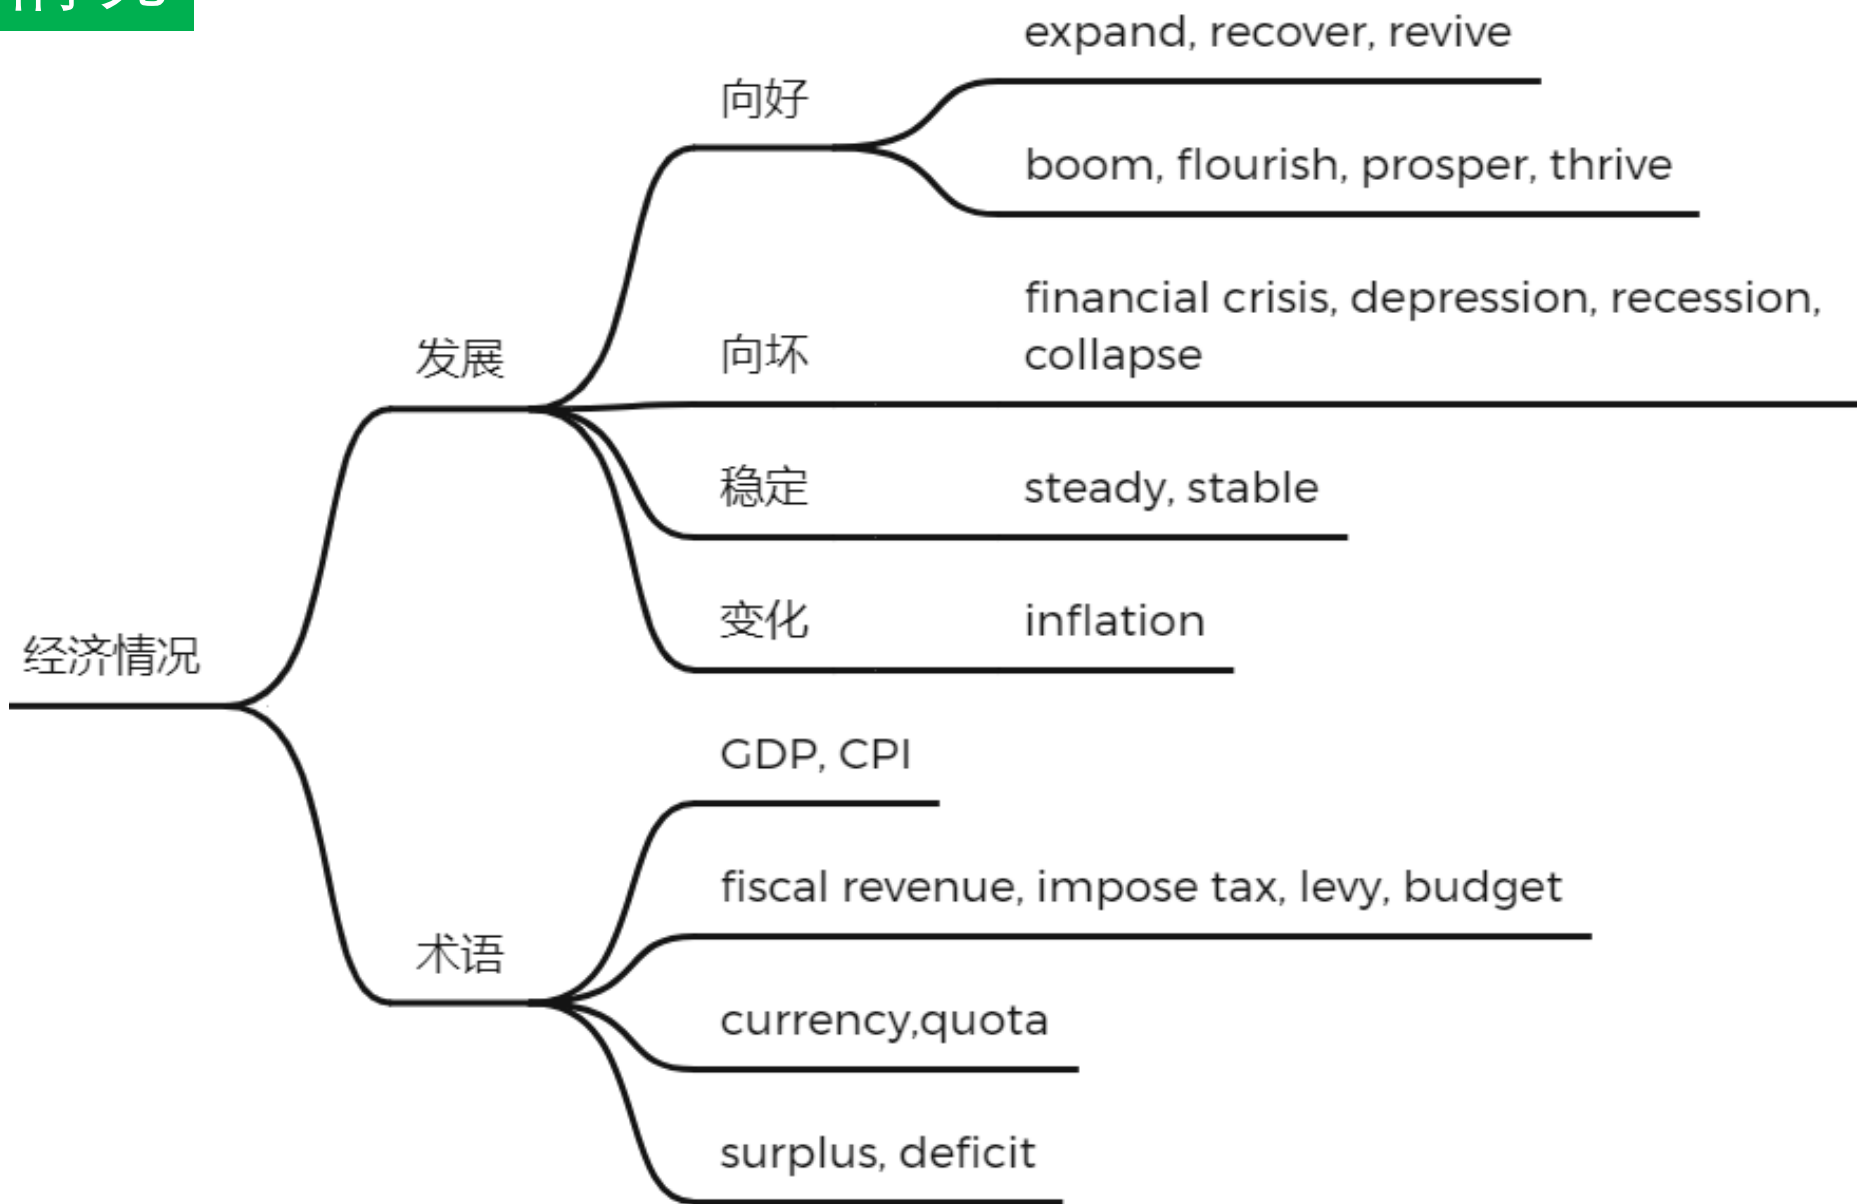 情况
经济情况
发展
向好
expand, recover, revive
boom, flourish, prosper, thrive
向坏
financial crisis, depression, recession,
collapse
稳定
steady, stable
变化
inflation
术语
GDP, CPI
fiscal revenue, impose tax, levy, budget
currency,quota
surplus, deficit